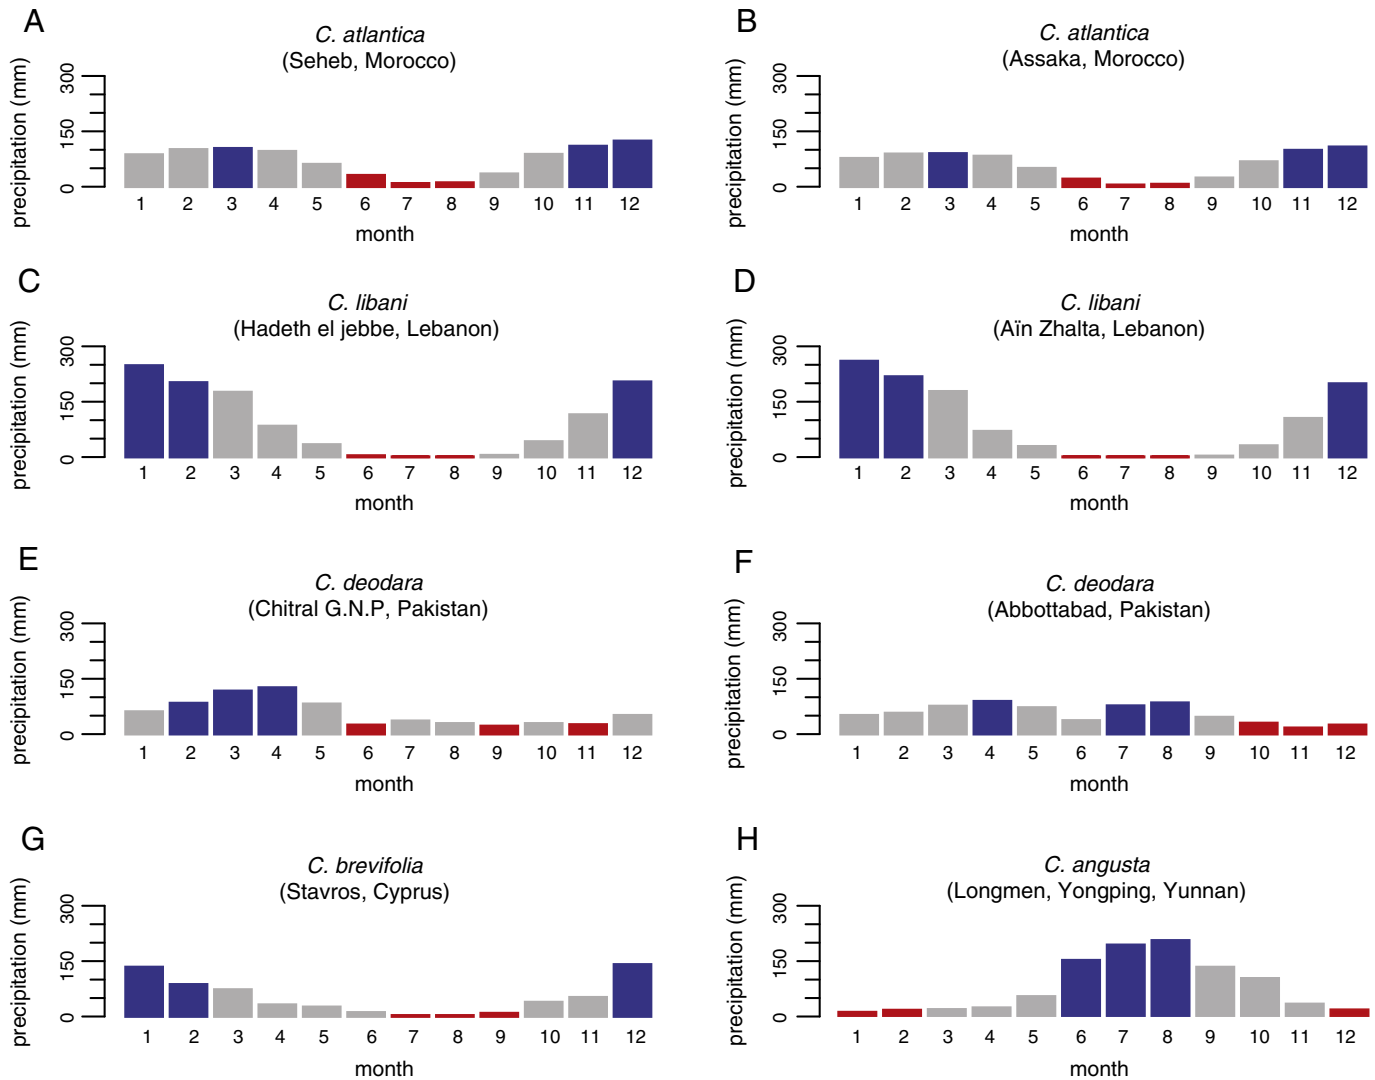 A
C. atlantica
(Seheb, Morocco)
precipitation (mm)
300
150
0
1 2 3 4 5 6 7 8 9 10 11 12
month
B
C. atlantica
(Assaka, Morocco)
precipitation (mm)
300
150
0
1 2 3 4 5 6 7 8 9 10 11 12
month
C
C. libani
(Hadeth el jebbe, Lebanon)
precipitation (mm)
300
150
0
1 2 3 4 5 6 7 8 9 10 11 12
month
D
C. libani
(Aïn Zhalta, Lebanon)
precipitation (mm)
300
150
0
1 2 3 4 5 6 7 8 9 10 11 12
month
E
C. deodara
(Chitral G.N.P, Pakistan)
precipitation (mm)
300
150
0
1 2 3 4 5 6 7 8 9 10 11 12
month
F
C. deodara
(Abbottabad, Pakistan)
precipitation (mm)
300
150
0
1 2 3 4 5 6 7 8 9 10 11 12
month
G
C. brevifolia
(Stavros, Cyprus)
precipitation (mm)
300
150
0
1 2 3 4 5 6 7 8 9 10 11 12
month
H
C. angusta
(Longmen, Yongping, Yunnan)
precipitation (mm)
300
150
0
1 2 3 4 5 6 7 8 9 10 11 12
month